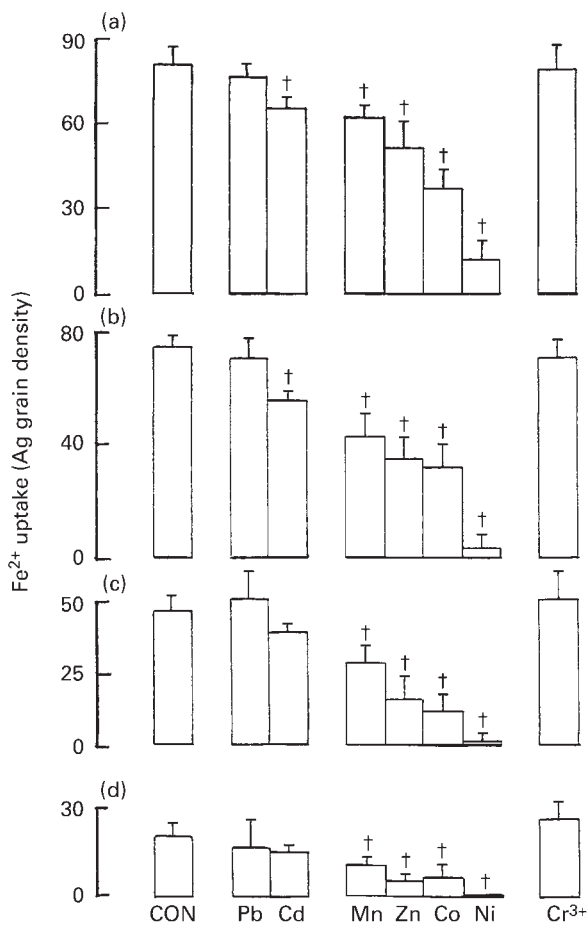 (a)
90
60
30
0
† † † † †
(b)
80
40
0
† † † † †
(c)
50
25
0
† † † †
(d)
30
0
† † † †
CON Pb Cd Mn Zn Co Ni Cr³⁺
Fe²⁺ uptake (Ag grain density)